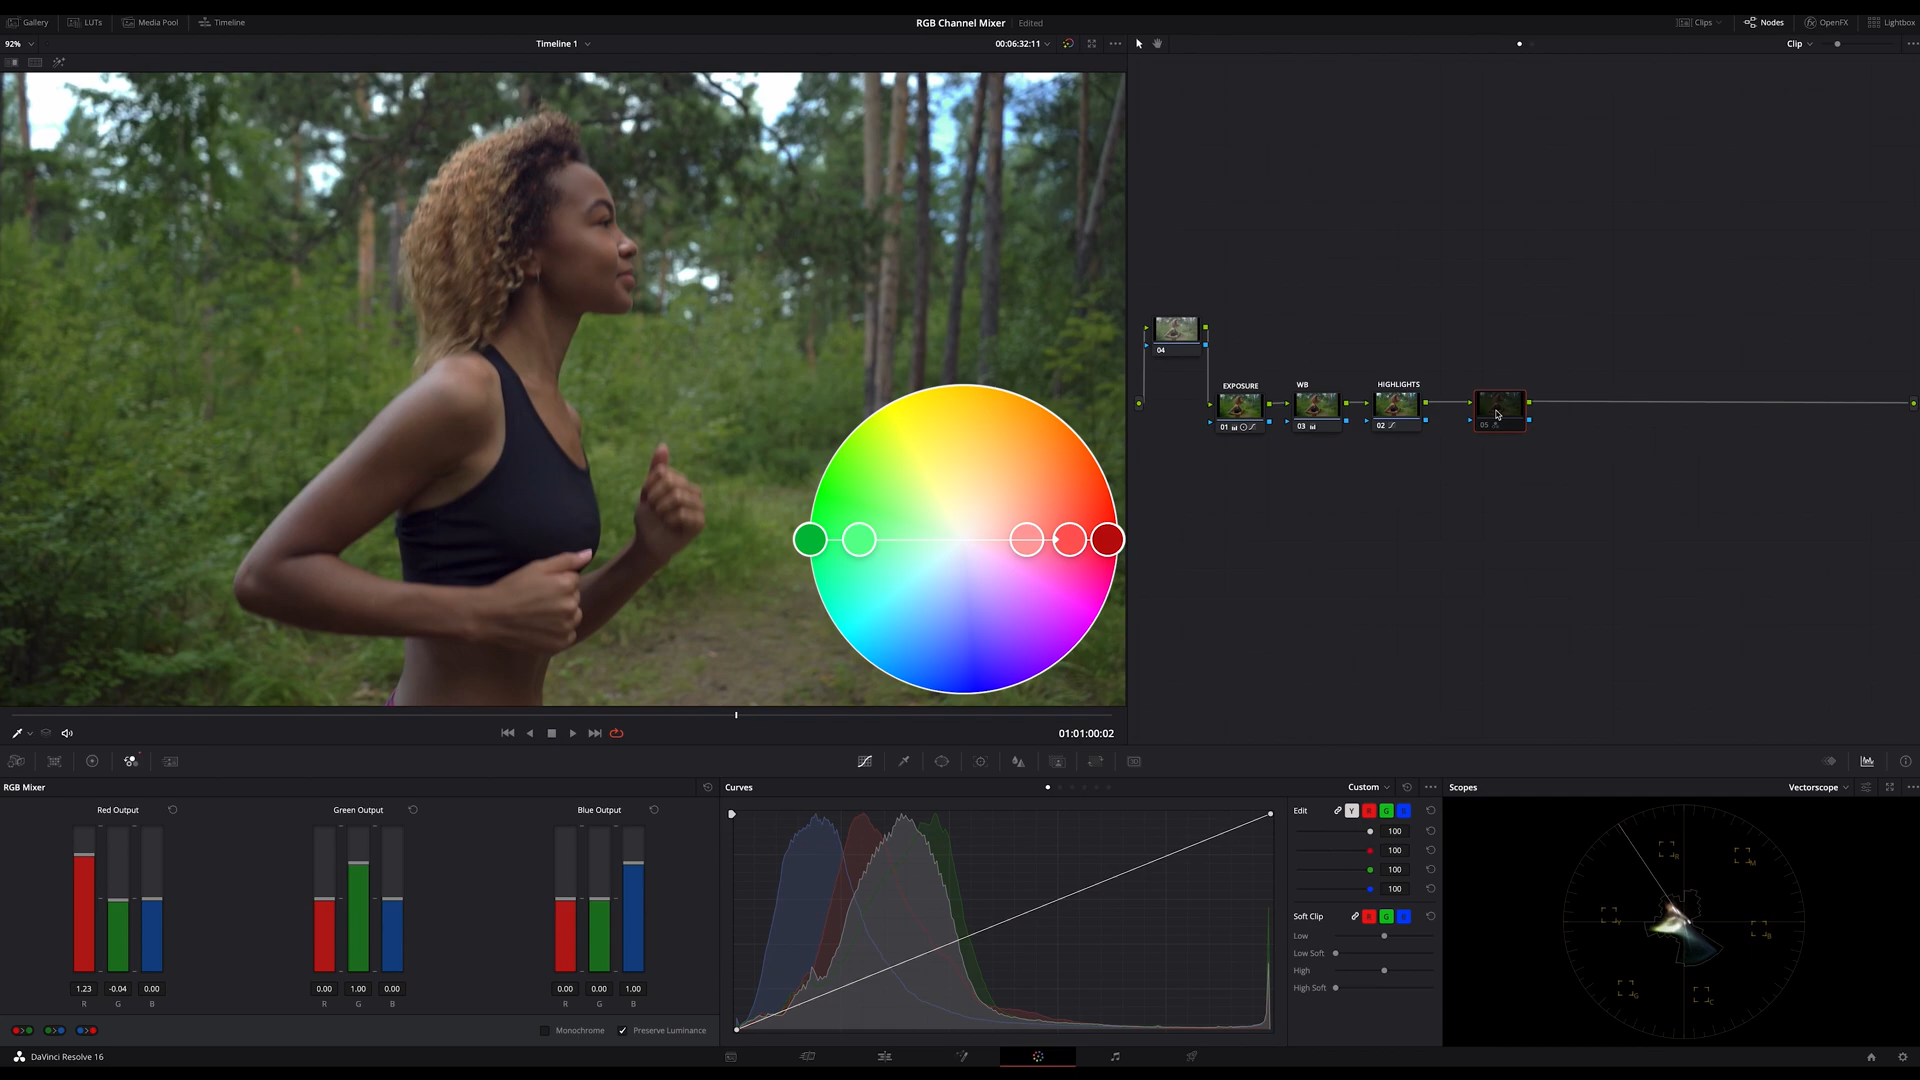 Gallery LUTs Media Pool Timeline RGB Channel Mixer Edited Clips Nodes OpenFX Lightbox
92% Timeline 1 00:06:32:11 Clip
04
EXPOSURE WB HIGHLIGHTS
01 03 02 05
01:01:00:02
RGB Mixer Curves Custom Scopes Vectorscope
Red Output Green Output Blue Output Edit Y R G B
100
100
100
100
Soft Clip R G B
Low
Low Soft
High
High Soft
R M
Y B
G C
1.23 -0.04 0.00 0.00 1.00 0.00 0.00 0.00 1.00
R G B R G B R G B
Monochrome Preserve Luminance
DaVinci Resolve 16